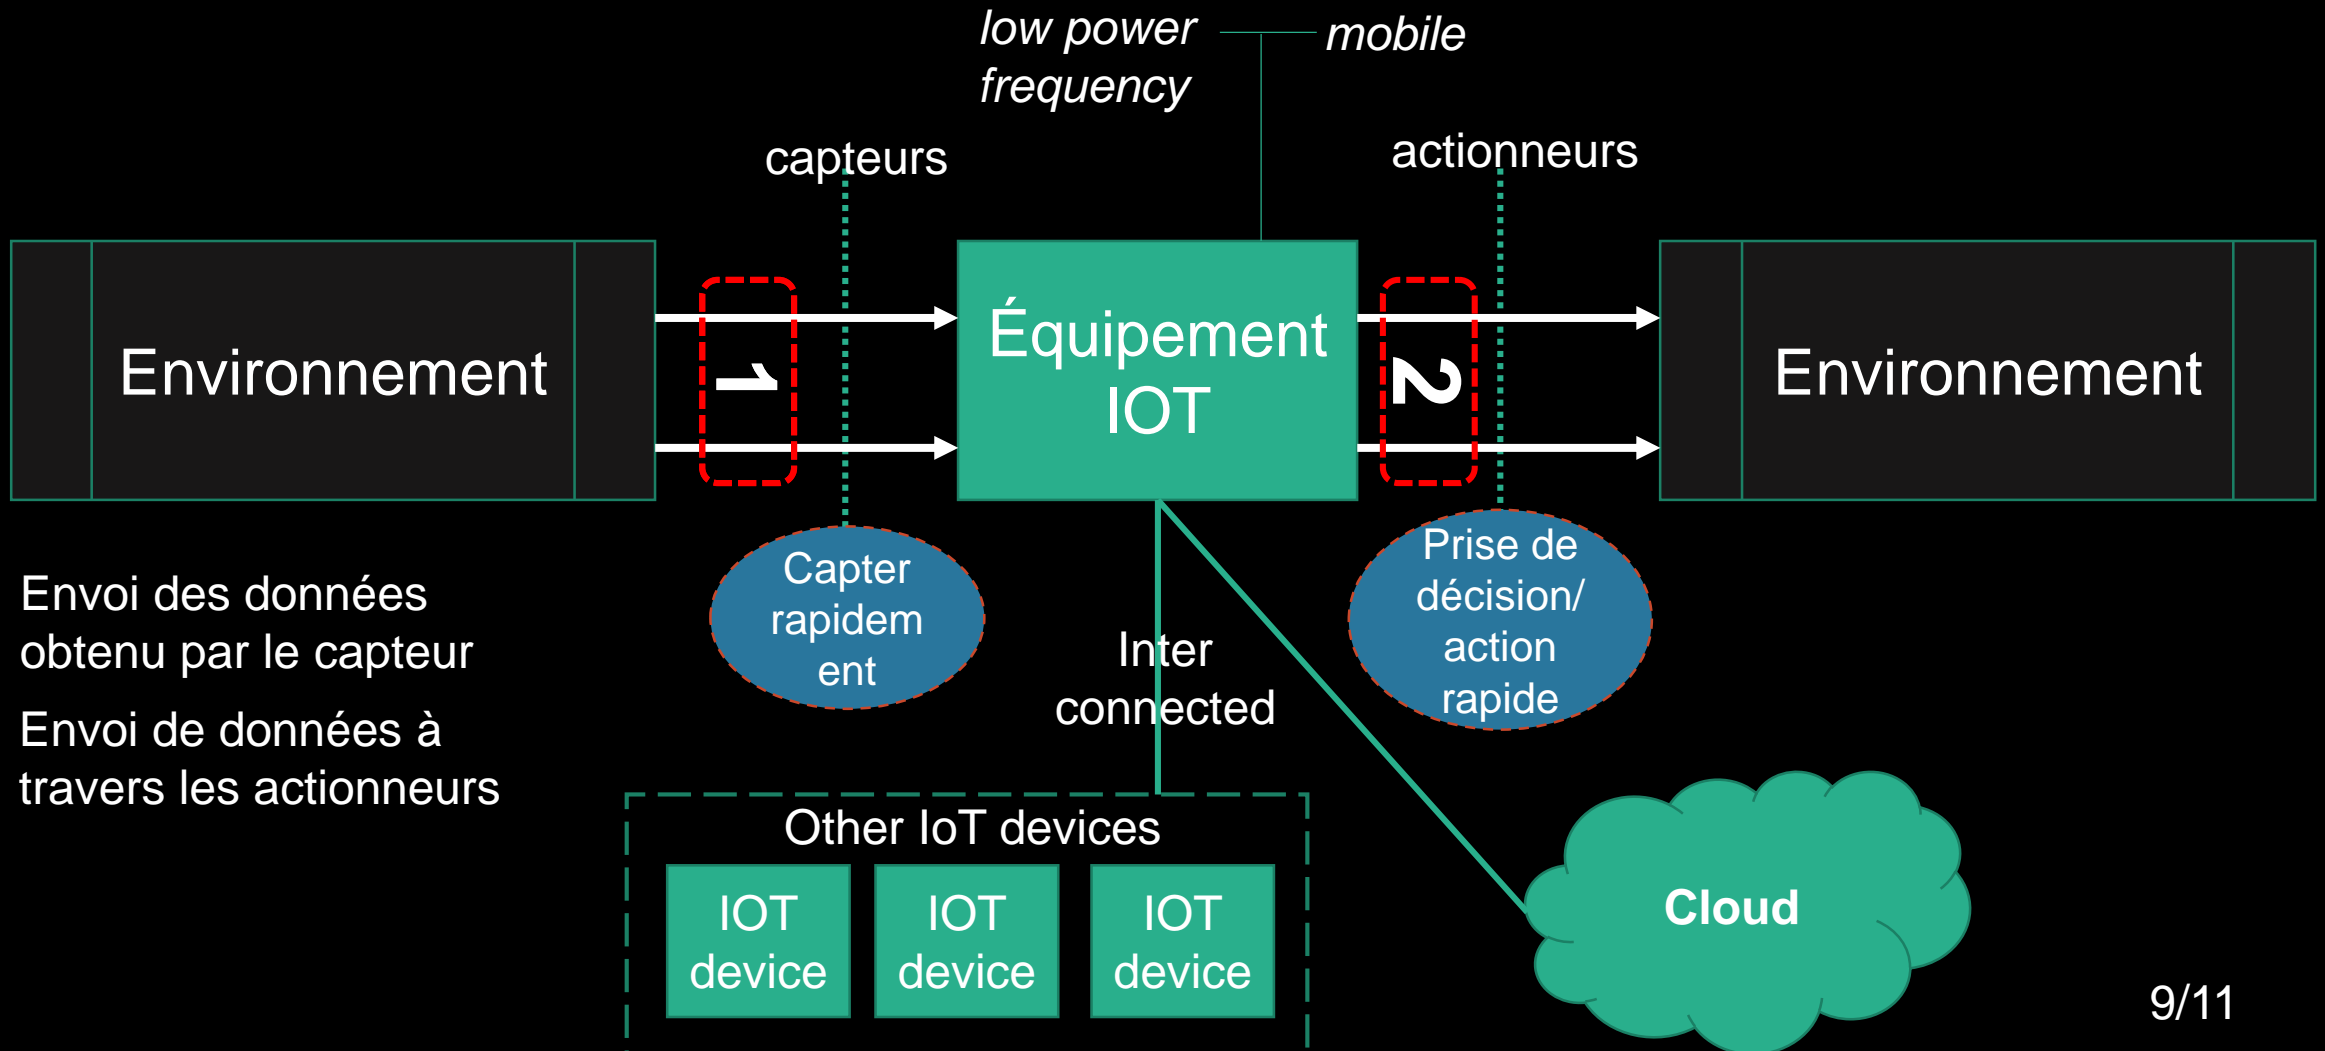 low power
frequency
mobile
capteurs
actionneurs
Environnement
1
Équipement
IOT
2
Environnement
Envoi des données
obtenu par le capteur
Envoi de données à
travers les actionneurs
Capter
rapidem
ent
Inter
connected
Prise de
décision/
action
rapide
Other IoT devices
IOT
device
IOT
device
IOT
device
Cloud
9/11